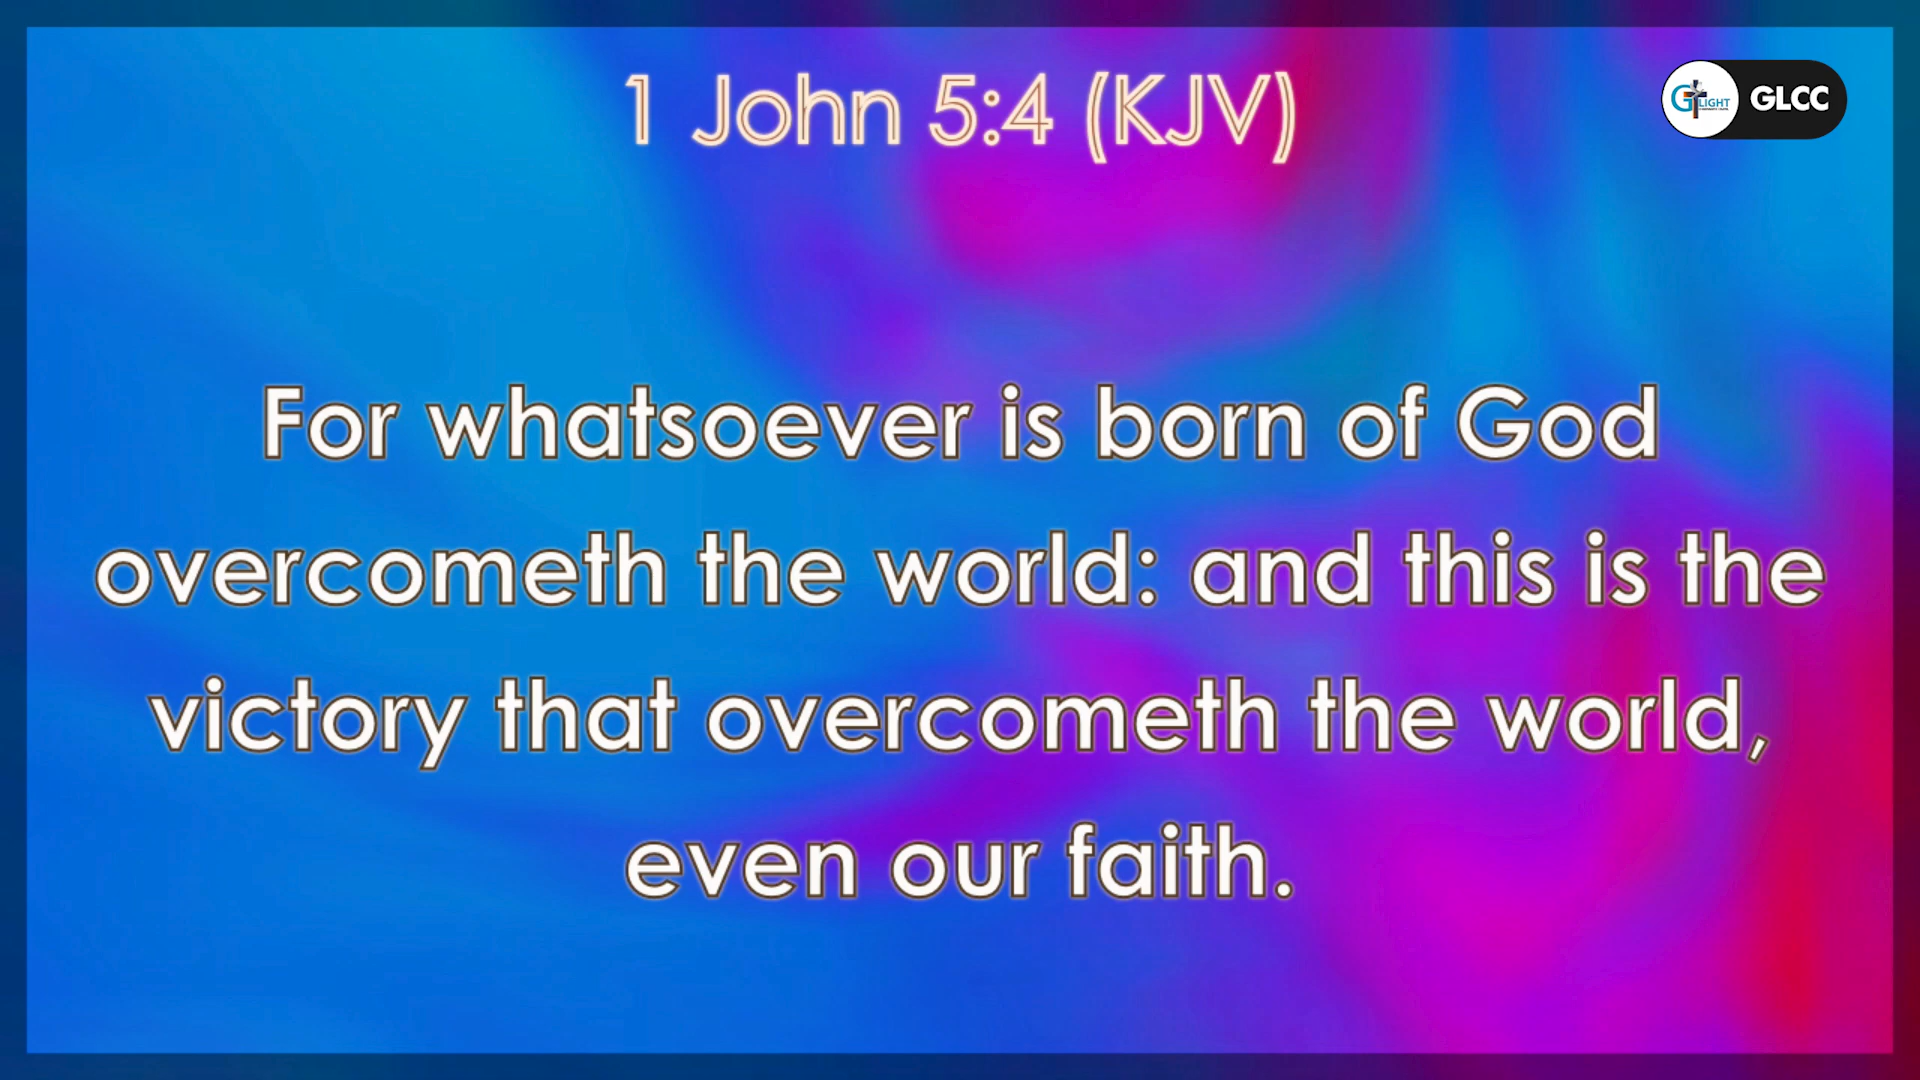 1 John 5:4 (KJV)
GLIGHT GLCC
For whatsoever is born of God
overcometh the world: and this is the
victory that overcometh the world,
even our faith.